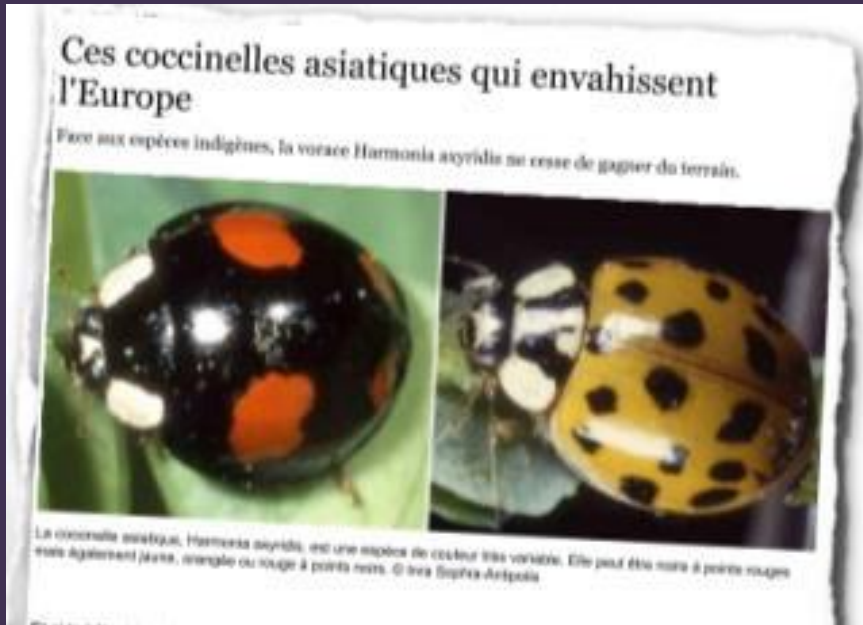 Ces coccinelles asiatiques qui envahissent
l'Europe
Face aux espèces indigènes, la vorace Harmonia axyridis ne cesse de gagner du terrain.
La coccinelle asiatique, Harmonia axyridis, est une espèce de couleur très variable. Elle peut être noire à points rouges
mais également jaune, orangée ou rouge à points noirs. © Inra Sophia-Antipolis